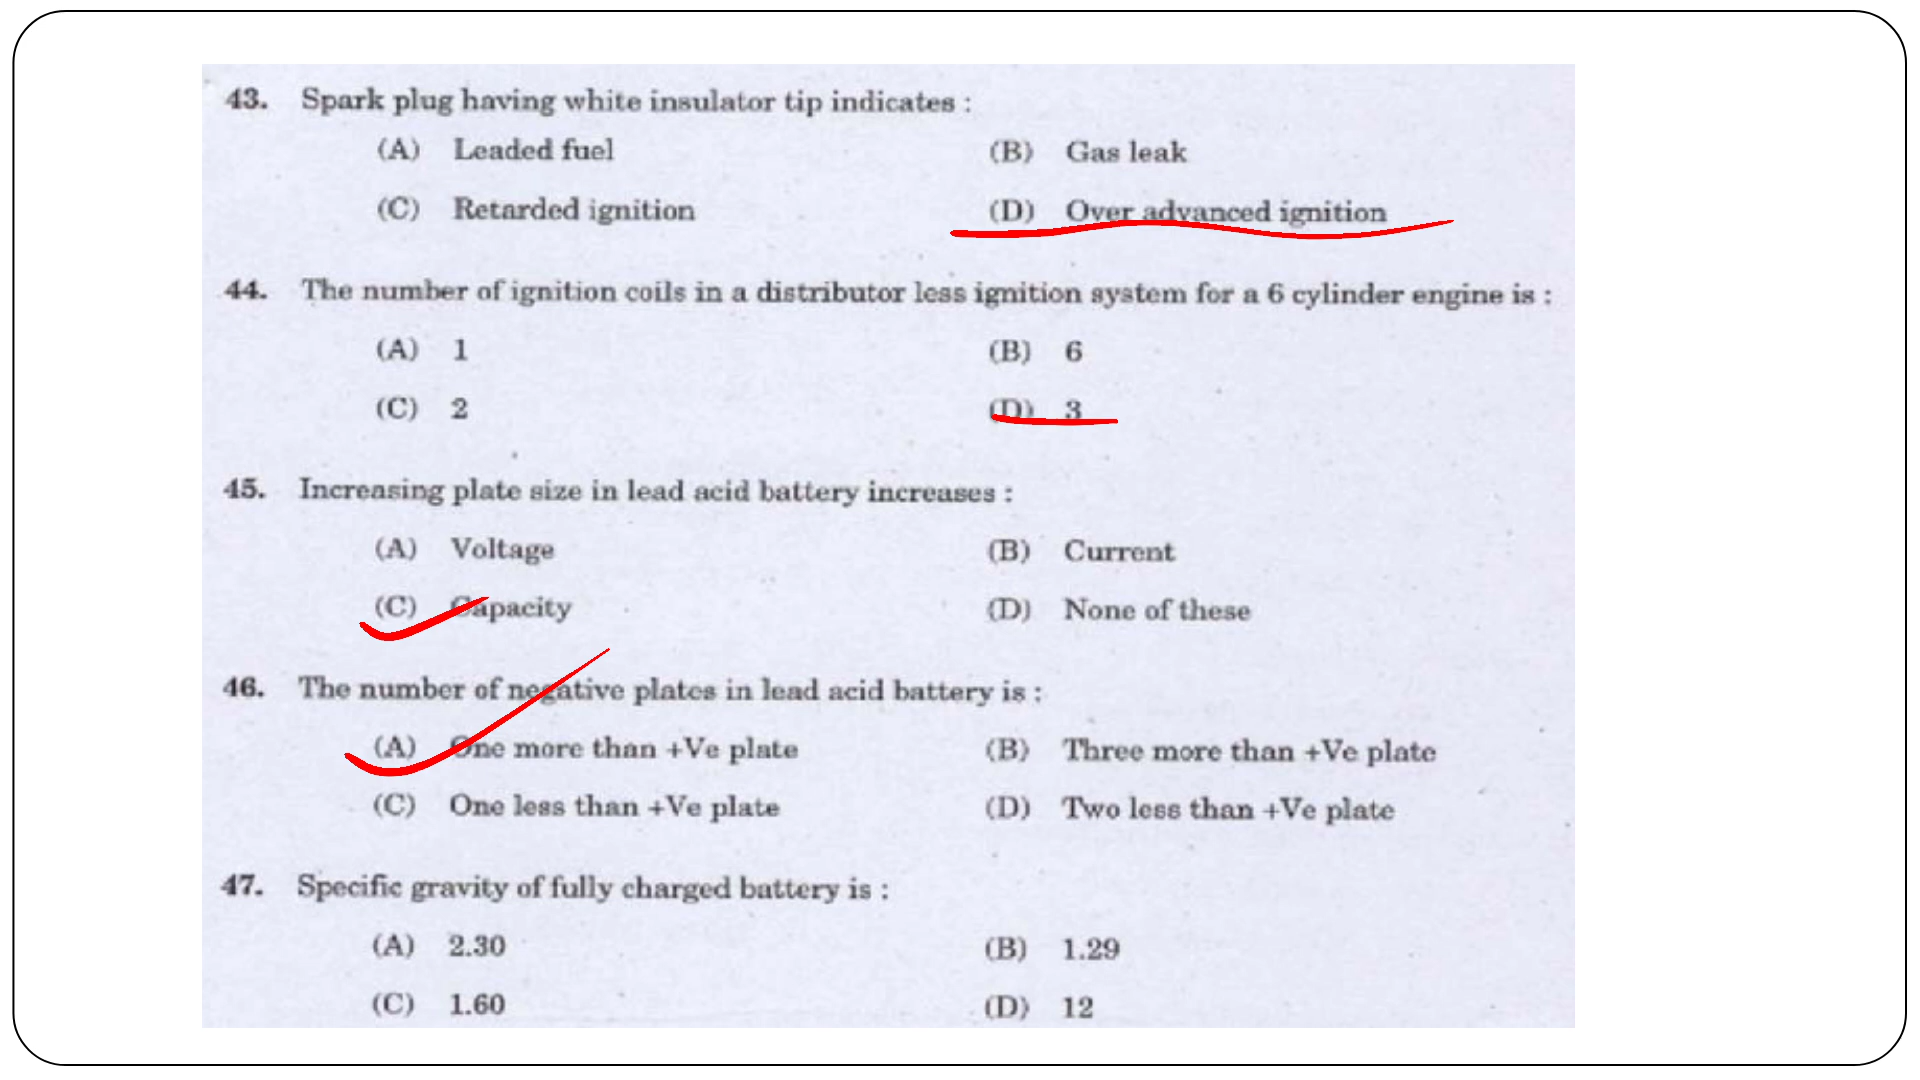 43. Spark plug having white insulator tip indicates :
(A) Leaded fuel (B) Gas leak
(C) Retarded ignition (D) Over advanced ignition
44. The number of ignition coils in a distributor less ignition system for a 6 cylinder engine is :
(A) 1 (B) 6
(C) 2 (D) 3
45. Increasing plate size in lead acid battery increases :
(A) Voltage (B) Current
(C) Capacity (D) None of these
46. The number of negative plates in lead acid battery is :
(A) One more than +Ve plate (B) Three more than +Ve plate
(C) One less than +Ve plate (D) Two less than +Ve plate
47. Specific gravity of fully charged battery is :
(A) 2.30 (B) 1.29
(C) 1.60 (D) 12